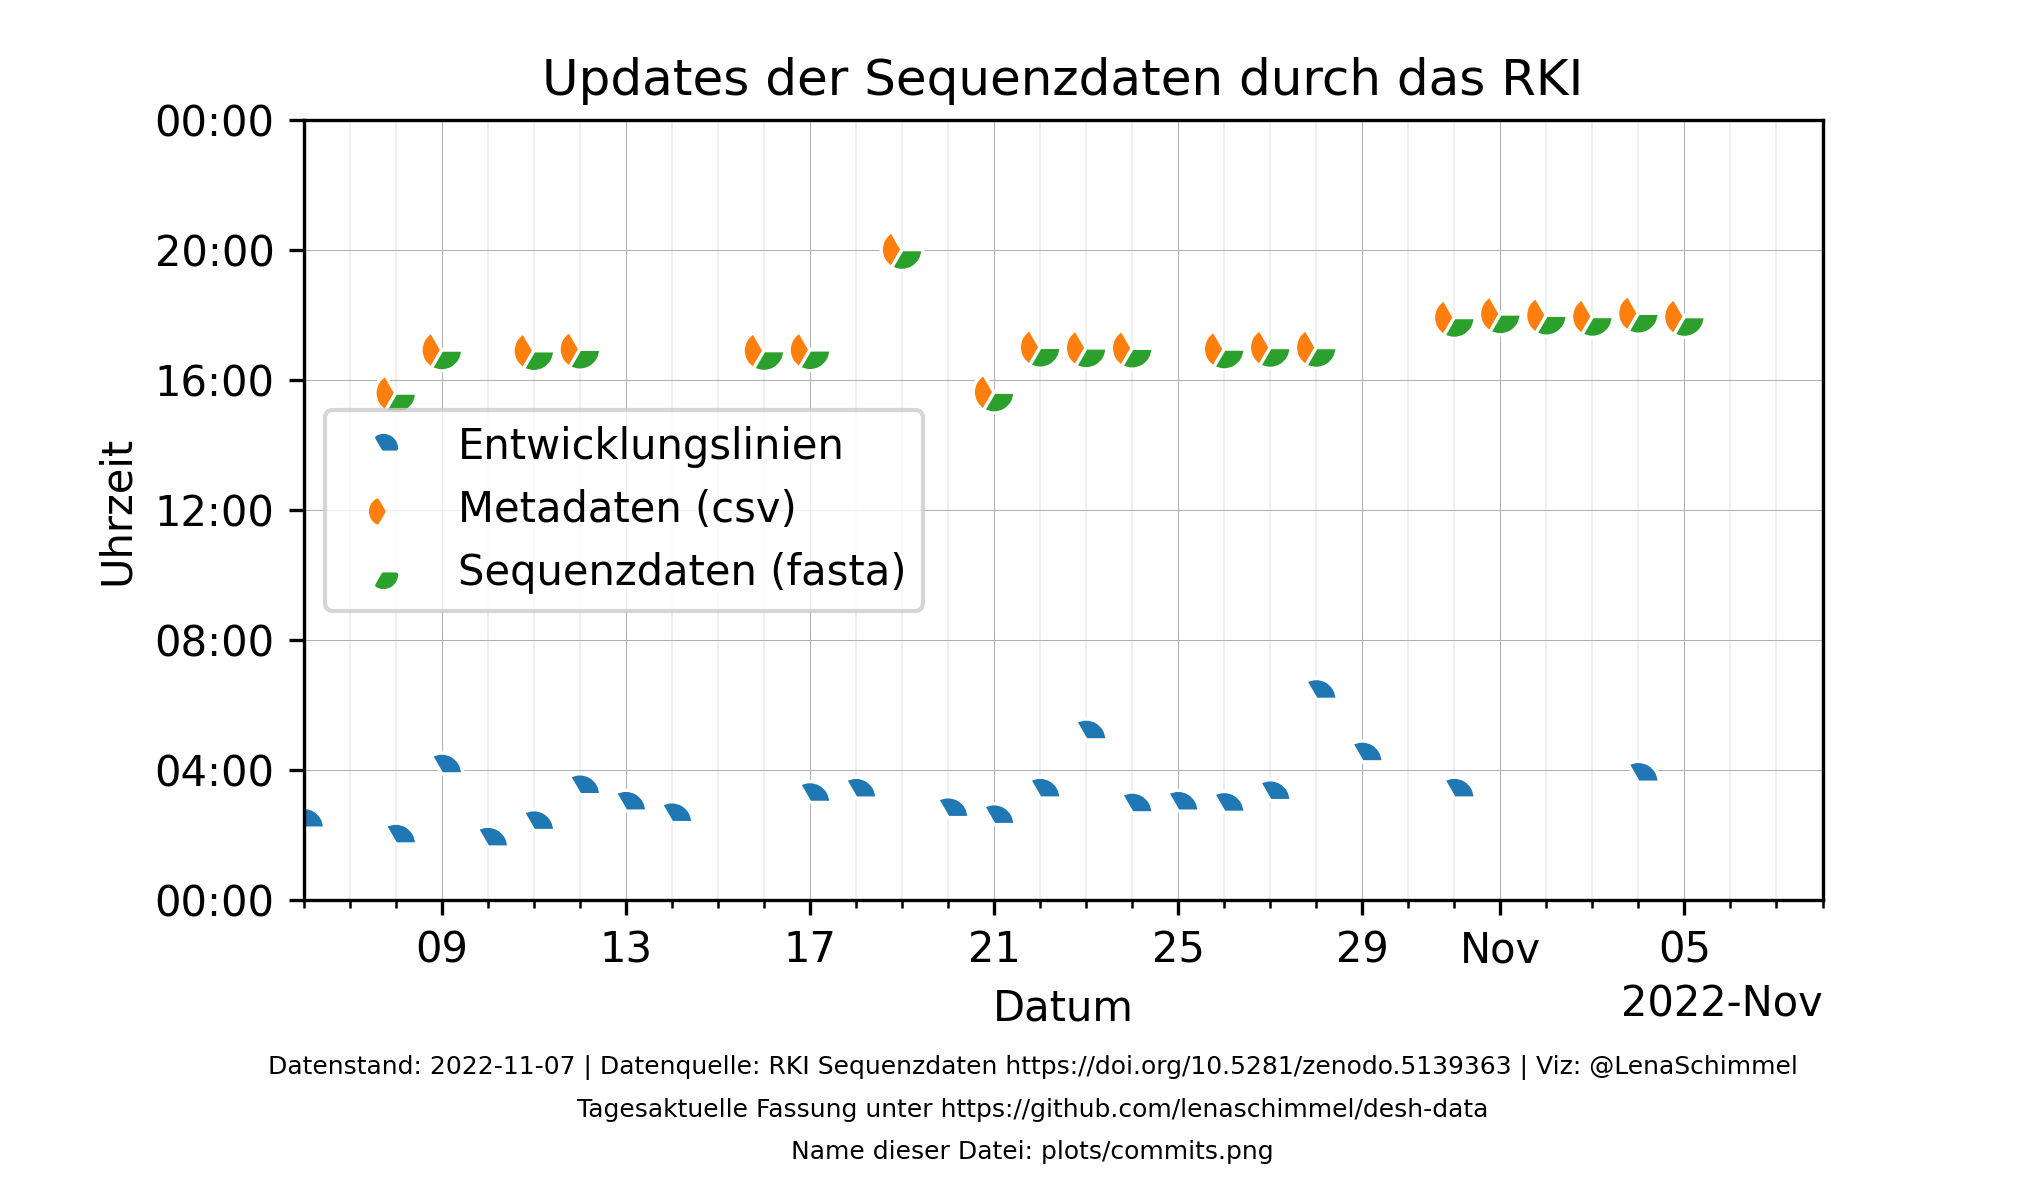 Updates der Sequenzdaten durch das RKI
00:00
20:00
16:00
12:00
08:00
04:00
00:00
Uhrzeit
Entwicklungslinien
Metadaten (csv)
Sequenzdaten (fasta)
09 13 17 21 25 29 Nov 05
Datum
2022-Nov
Datenstand: 2022-11-07 | Datenquelle: RKI Sequenzdaten https://doi.org/10.5281/zenodo.5139363 | Viz: @LenaSchimmel
Tagesaktuelle Fassung unter https://github.com/lenaschimmel/desh-data
Name dieser Datei: plots/commits.png